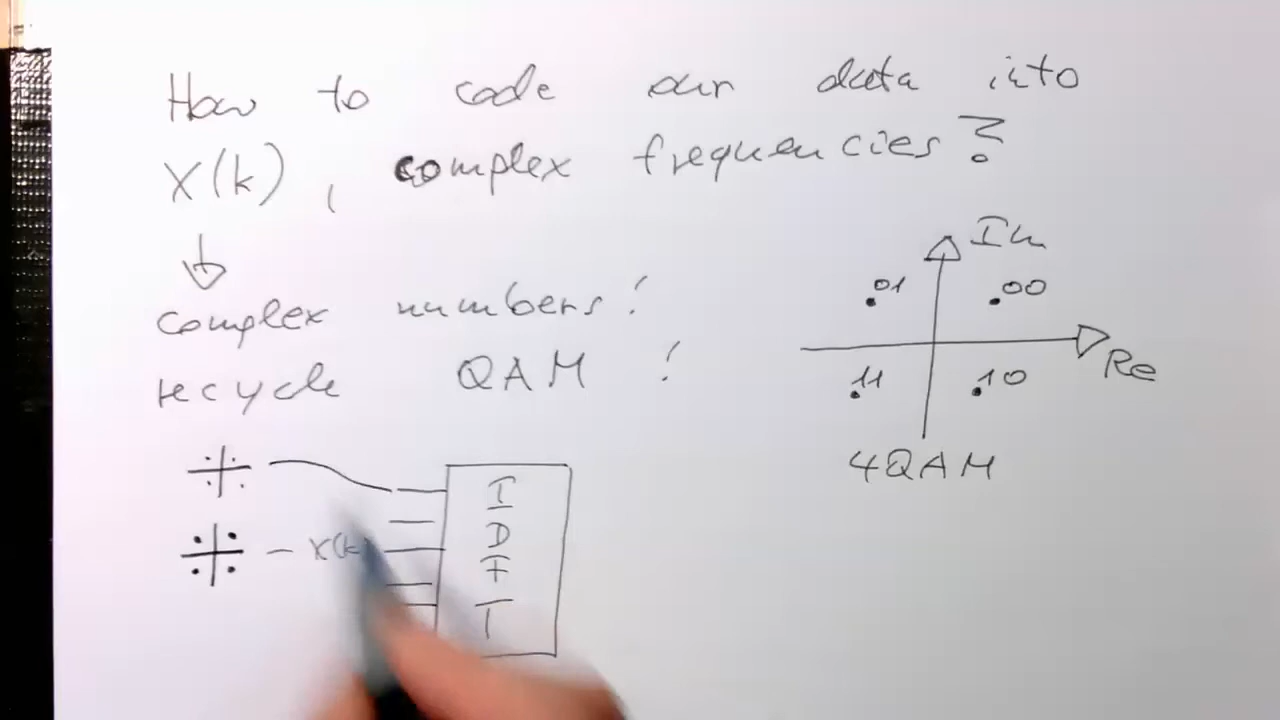 How to code our data into
X(k), complex frequencies?
complex numbers!
recycle QAM!
Im
01
00
Re
11
10
4QAM
X(k)
I
D
F
T